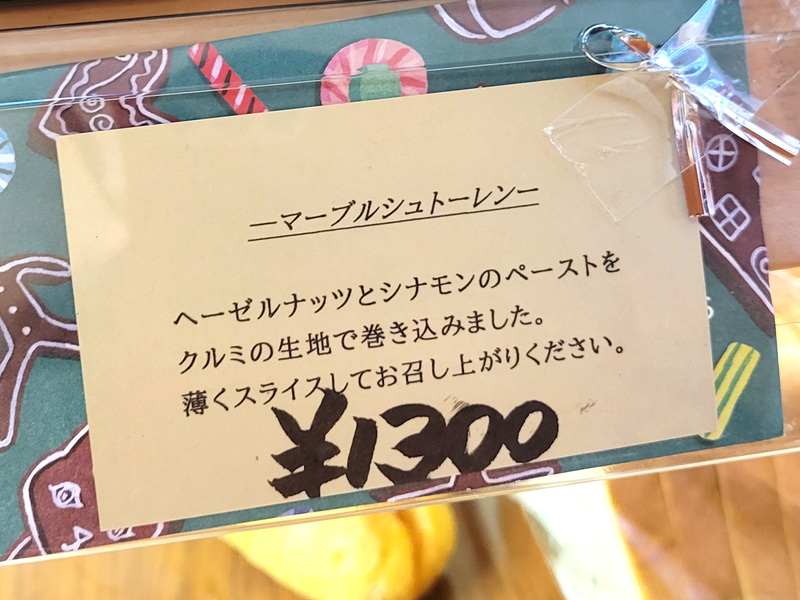 ―マーブルシュトーレン―
ヘーゼルナッツとシナモンのペーストを
クルミの生地で巻き込みました。
薄くスライスしてお召し上がりください。
¥1300